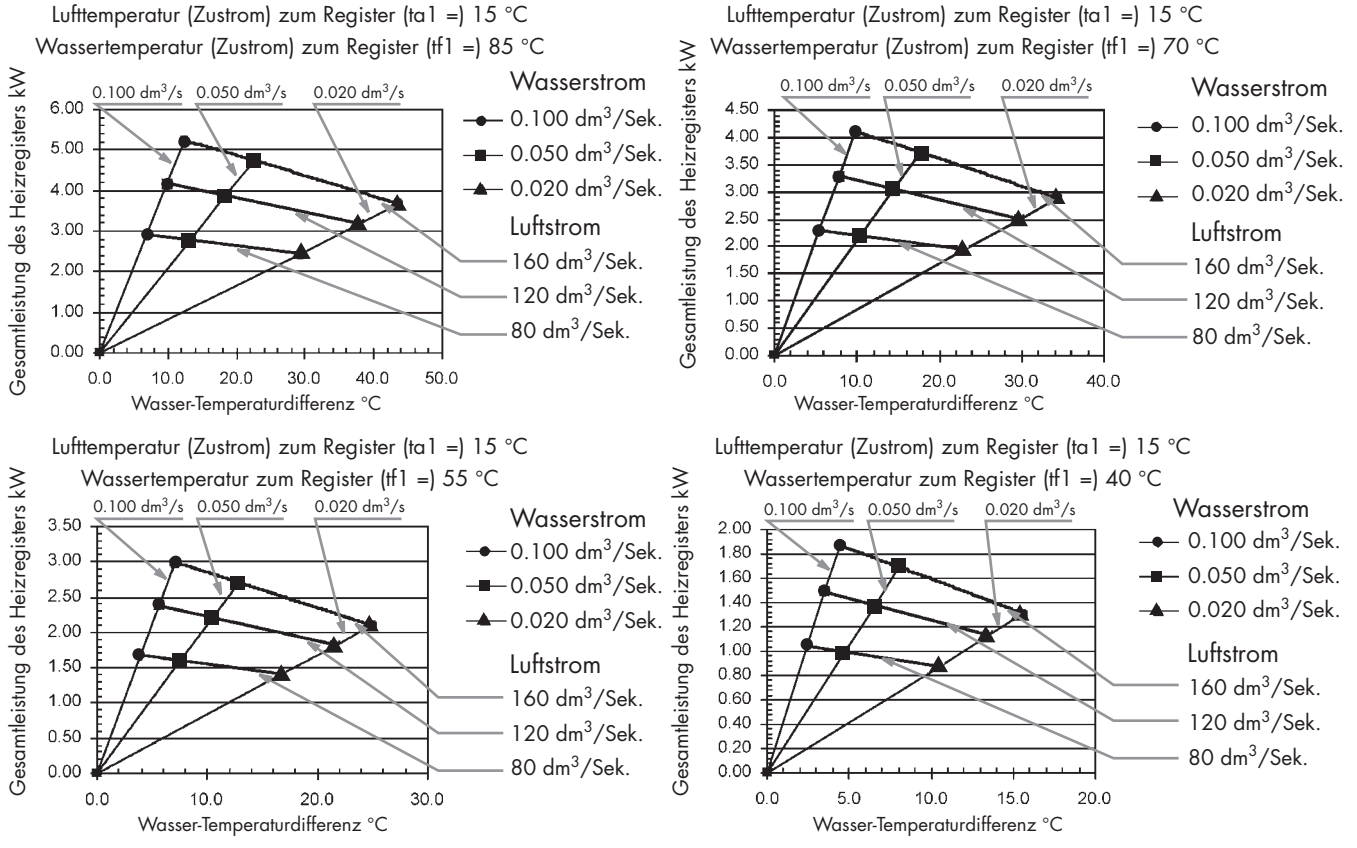 Lufttemperatur (Zustrom) zum Register (ta1 =) 15 °C
Wassertemperatur (Zustrom) zum Register (tf1 =) 85 °C
Gesamtleistung des Heizregisters kW
0.100 dm³/s
0.050 dm³/s
0.020 dm³/s
6.00
5.00
4.00
3.00
2.00
1.00
0.00
0.0
10.0
20.0
30.0
40.0
50.0
Wasser-Temperaturdifferenz °C
Wasserstrom
0.100 dm³/Sek.
0.050 dm³/Sek.
0.020 dm³/Sek.
Luftstrom
160 dm³/Sek.
120 dm³/Sek.
80 dm³/Sek.
Lufttemperatur (Zustrom) zum Register (ta1 =) 15 °C
Wassertemperatur (Zustrom) zum Register (tf1 =) 70 °C
Gesamtleistung des Heizregisters kW
0.100 dm³/s
0.050 dm³/s
0.020 dm³/s
4.50
4.00
3.50
3.00
2.50
2.00
1.50
1.00
0.50
0.00
0.0
10.0
20.0
30.0
40.0
Wasser-Temperaturdifferenz °C
Wasserstrom
0.100 dm³/Sek.
0.050 dm³/Sek.
0.020 dm³/Sek.
Luftstrom
160 dm³/Sek.
120 dm³/Sek.
80 dm³/Sek.
Lufttemperatur (Zustrom) zum Register (ta1 =) 15 °C
Wassertemperatur zum Register (tf1 =) 55 °C
Gesamtleistung des Heizregisters kW
0.100 dm³/s
0.050 dm³/s
0.020 dm³/s
3.50
3.00
2.50
2.00
1.50
1.00
0.50
0.00
0.0
10.0
20.0
30.0
Wasser-Temperaturdifferenz °C
Wasserstrom
0.100 dm³/Sek.
0.050 dm³/Sek.
0.020 dm³/Sek.
Luftstrom
160 dm³/Sek.
120 dm³/Sek.
80 dm³/Sek.
Lufttemperatur (Zustrom) zum Register (ta1 =) 15 °C
Wassertemperatur zum Register (tf1 =) 40 °C
Gesamtleistung des Heizregisters kW
0.100 dm³/s
0.050 dm³/s
0.020 dm³/s
2.00
1.80
1.60
1.40
1.20
1.00
0.80
0.60
0.40
0.20
0.00
0.0
5.0
10.0
15.0
20.0
Wasser-Temperaturdifferenz °C
Wasserstrom
0.100 dm³/Sek.
0.050 dm³/Sek.
0.020 dm³/Sek.
Luftstrom
160 dm³/Sek.
120 dm³/Sek.
80 dm³/Sek.